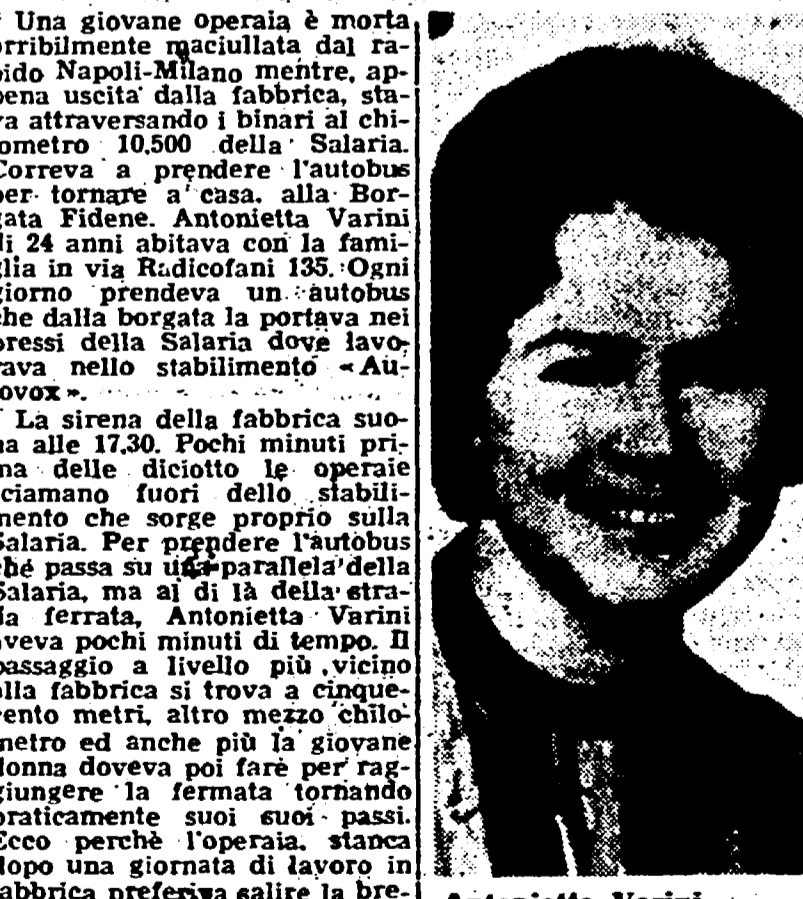 Una giovane operaia è morta
orribilmente maciullata dal ra-
pido Napoli-Milano mentre, ap-
pena uscita dalla fabbrica, sta-
va attraversando i binari al chi-
lometro 10,500 della Salaria.
Correva a prendere l'autobus
per tornare a casa. alla Bor-
gata Fidene. Antonietta Varini
di 24 anni abitava con la fami-
glia in via Radicofani 135. Ogni
giorno prendeva un autobus
che dalla borgata la portava nei
pressi della Salaria dove lavo-
rava nello stabilimento «Au-
tovox».
La sirena della fabbrica suo-
na alle 17,30. Pochi minuti pri-
ma delle diciotto le operaie
sciamano fuori dello stabili-
mento che sorge proprio sulla
Salaria. Per prendere l'autobus
che passa su una parallela della
Salaria, ma al di là della stra-
da ferrata, Antonietta Varini
aveva pochi minuti di tempo. Il
passaggio a livello più vicino
alla fabbrica si trova a cinque-
cento metri, altro mezzo chilo-
metro ed anche più la giovane
donna doveva poi fare per rag-
giungere la fermata tornando
praticamente suoi suoi passi.
Ecco perchè l'operaia, stanca
dopo una giornata di lavoro in
fabbrica preferiva salire la bre-
Antonietta Varini